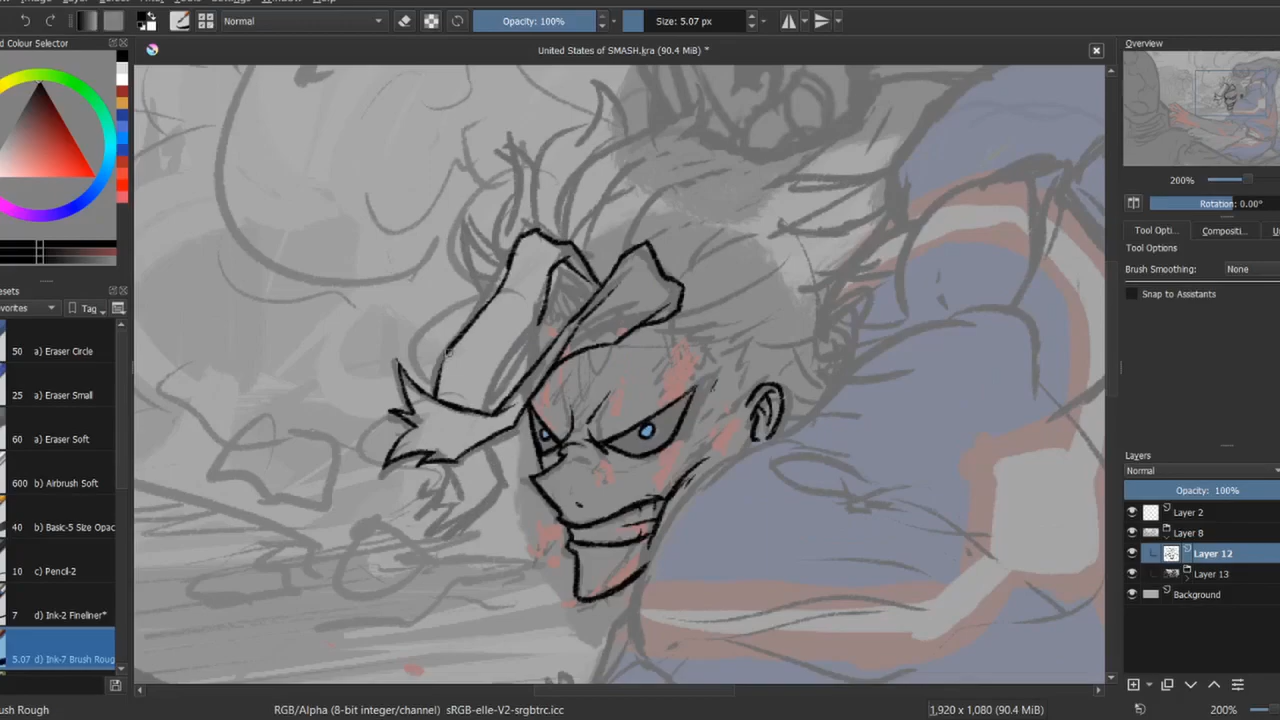 Normal
Opacity: 100%
Size: 5.07 px
d Colour Selector
United States of SMASH.kra (90.4 MiB) *
Overview
200%
Rotation: 0.00°
Tool Opti...
Compositi...
Tool Options
Brush Smoothing:
None
Snap to Assistants
esets
vorites
Tag
50 a) Eraser Circle
25 a) Eraser Small
60 a) Eraser Soft
600 b) Airbrush Soft
40 b) Basic-5 Size Opac
10 c) Pencil-2
7 d) Ink-2 Fineliner*
5.07 d) Ink-7 Brush Roug
Layers
Normal
Opacity: 100%
Layer 2
Layer 8
Layer 12
Layer 13
Background
Brush Rough
RGB/Alpha (8-bit integer/channel) sRGB-elle-V2-srgbtrc.icc
1,920 x 1,080 (90.4 MiB)
200%